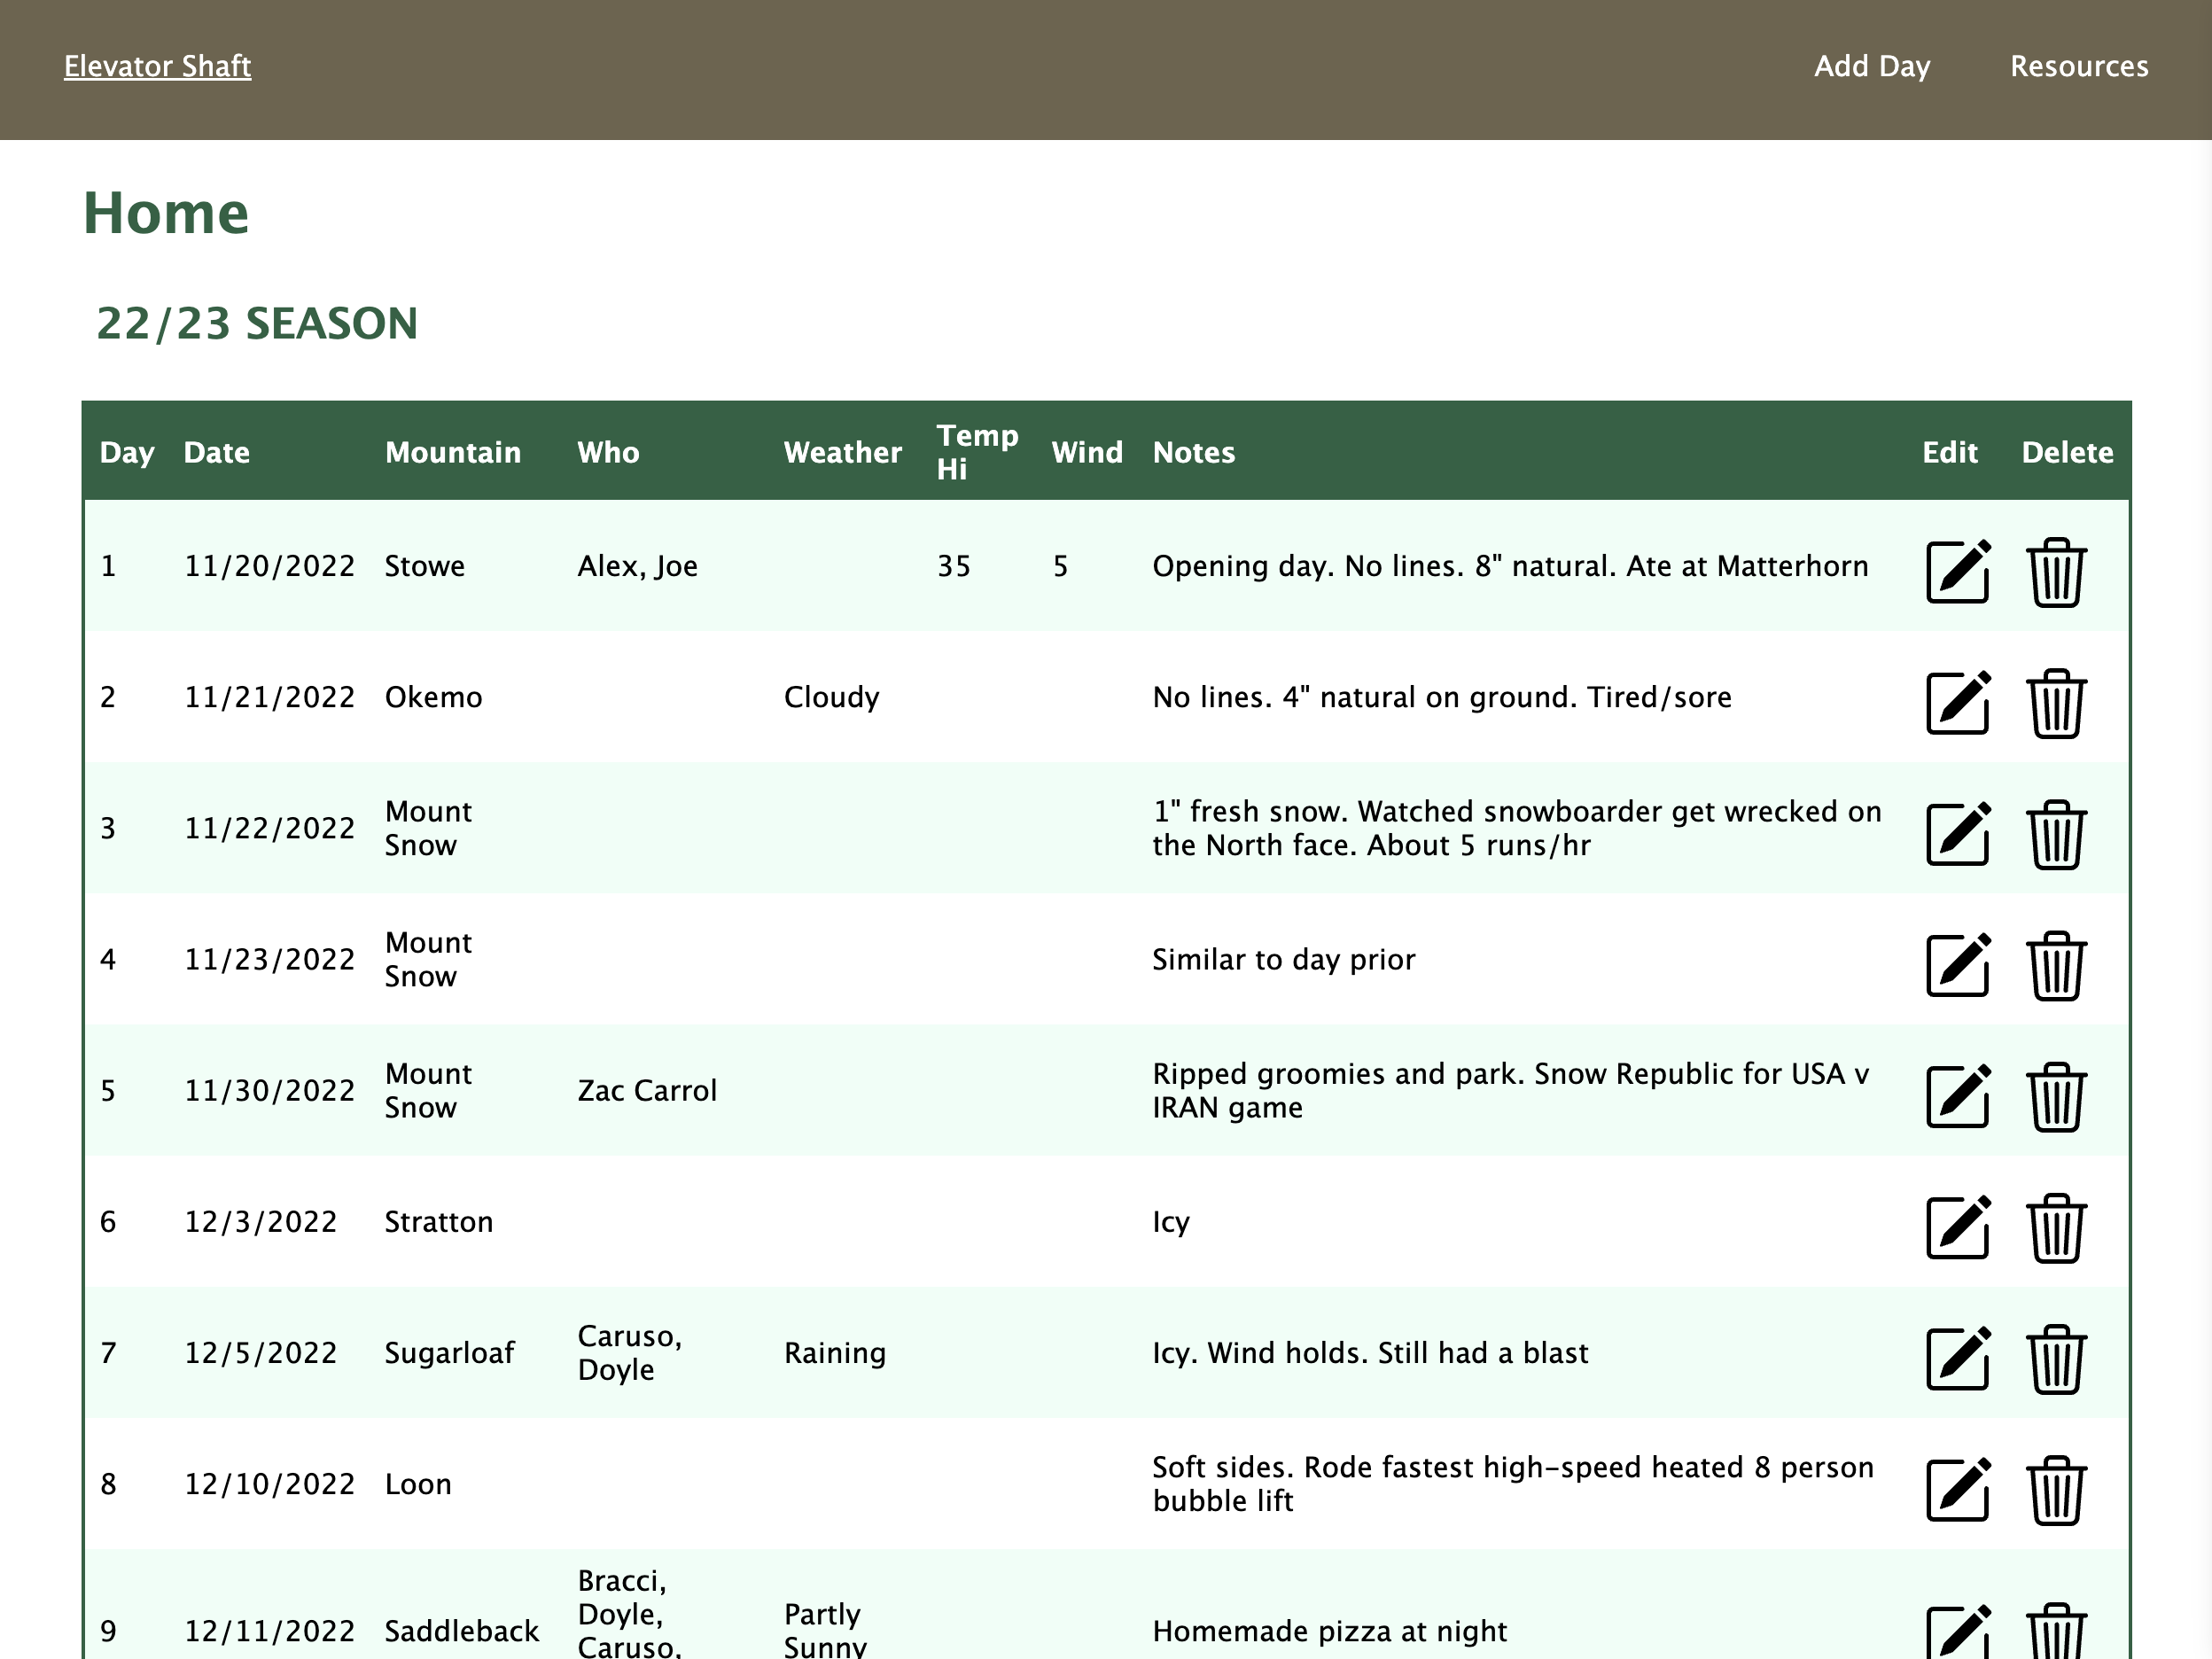 Elevator Shaft
Add Day
Resources
Home
22/23 SEASON
Day Date Mountain Who Weather Temp Hi Wind Notes Edit Delete
1 11/20/2022 Stowe Alex, Joe 35 5 Opening day. No lines. 8" natural. Ate at Matterhorn
2 11/21/2022 Okemo Cloudy No lines. 4" natural on ground. Tired/sore
3 11/22/2022 Mount Snow 1" fresh snow. Watched snowboarder get wrecked on
the North face. About 5 runs/hr
4 11/23/2022 Mount Snow Similar to day prior
5 11/30/2022 Mount Snow Zac Carrol Ripped groomies and park. Snow Republic for USA v
IRAN game
6 12/3/2022 Stratton Icy
7 12/5/2022 Sugarloaf Caruso, Doyle Raining Icy. Wind holds. Still had a blast
8 12/10/2022 Loon Soft sides. Rode fastest high-speed heated 8 person
bubble lift
9 12/11/2022 Saddleback Bracci, Doyle, Caruso, Partly Sunny Homemade pizza at night